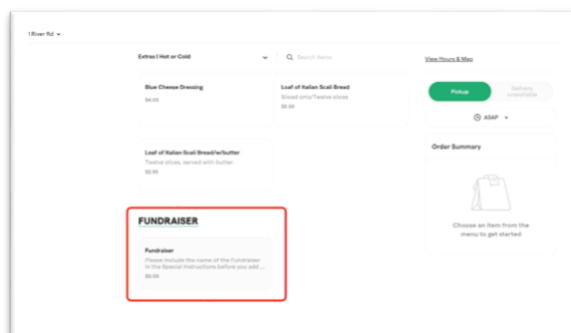 1 River Rd
Extras | Hot or Cold
Search items
View Hours & Map
Blue Cheese Dressing
Loaf of Italian Scali Bread
Sliced only/Twelve slices
Pickup
Delivery
unavailable
ASAP
Loaf of Italian Scali Bread/w/butter
Twelve slices, served with butter.
Order Summary
Choose an item from the
menu to get started
FUNDRAISER
Fundraiser
Please include the name of the Fundraiser
in the Special Instructions before you add ...